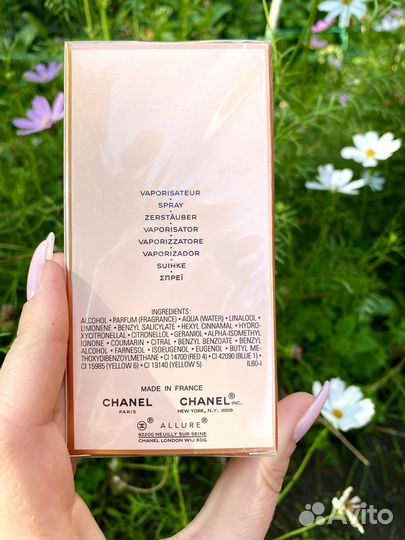 VAPORISATEUR
SPRAY
ZERSTÄUBER
VAPORISATOR
VAPORIZZATORE
VAPORIZADOR
SUIHKE
ΣΠΡΕΪ
INGREDIENTS:
ALCOHOL • PARFUM (FRAGRANCE) • AQUA (WATER) • LINALOOL •
LIMONENE • BENZYL SALICYLATE • HEXYL CINNAMAL • HYDRO-
XYCITRONELLAL • CITRONELLOL • GERANIOL • ALPHA-ISOMETHYL
IONONE • COUMARIN • CITRAL • BENZYL BENZOATE • BENZYL
ALCOHOL • FARNESOL • ISOEUGENOL • EUGENOL • BUTYL ME-
THOXYDIBENZOYLMETHANE • CI 14700 (RED 4) • CI 42090 (BLUE 1) •
CI 15985 (YELLOW 6) • CI 19140 (YELLOW 5) IL60-I
MADE IN FRANCE
CHANEL CHANEL INC.
PARIS NEW YORK, N.Y. 10019
® ALLURE®
92200 NEUILLY SUR SEINE
CHANEL LONDON W1J 6DG
Avito